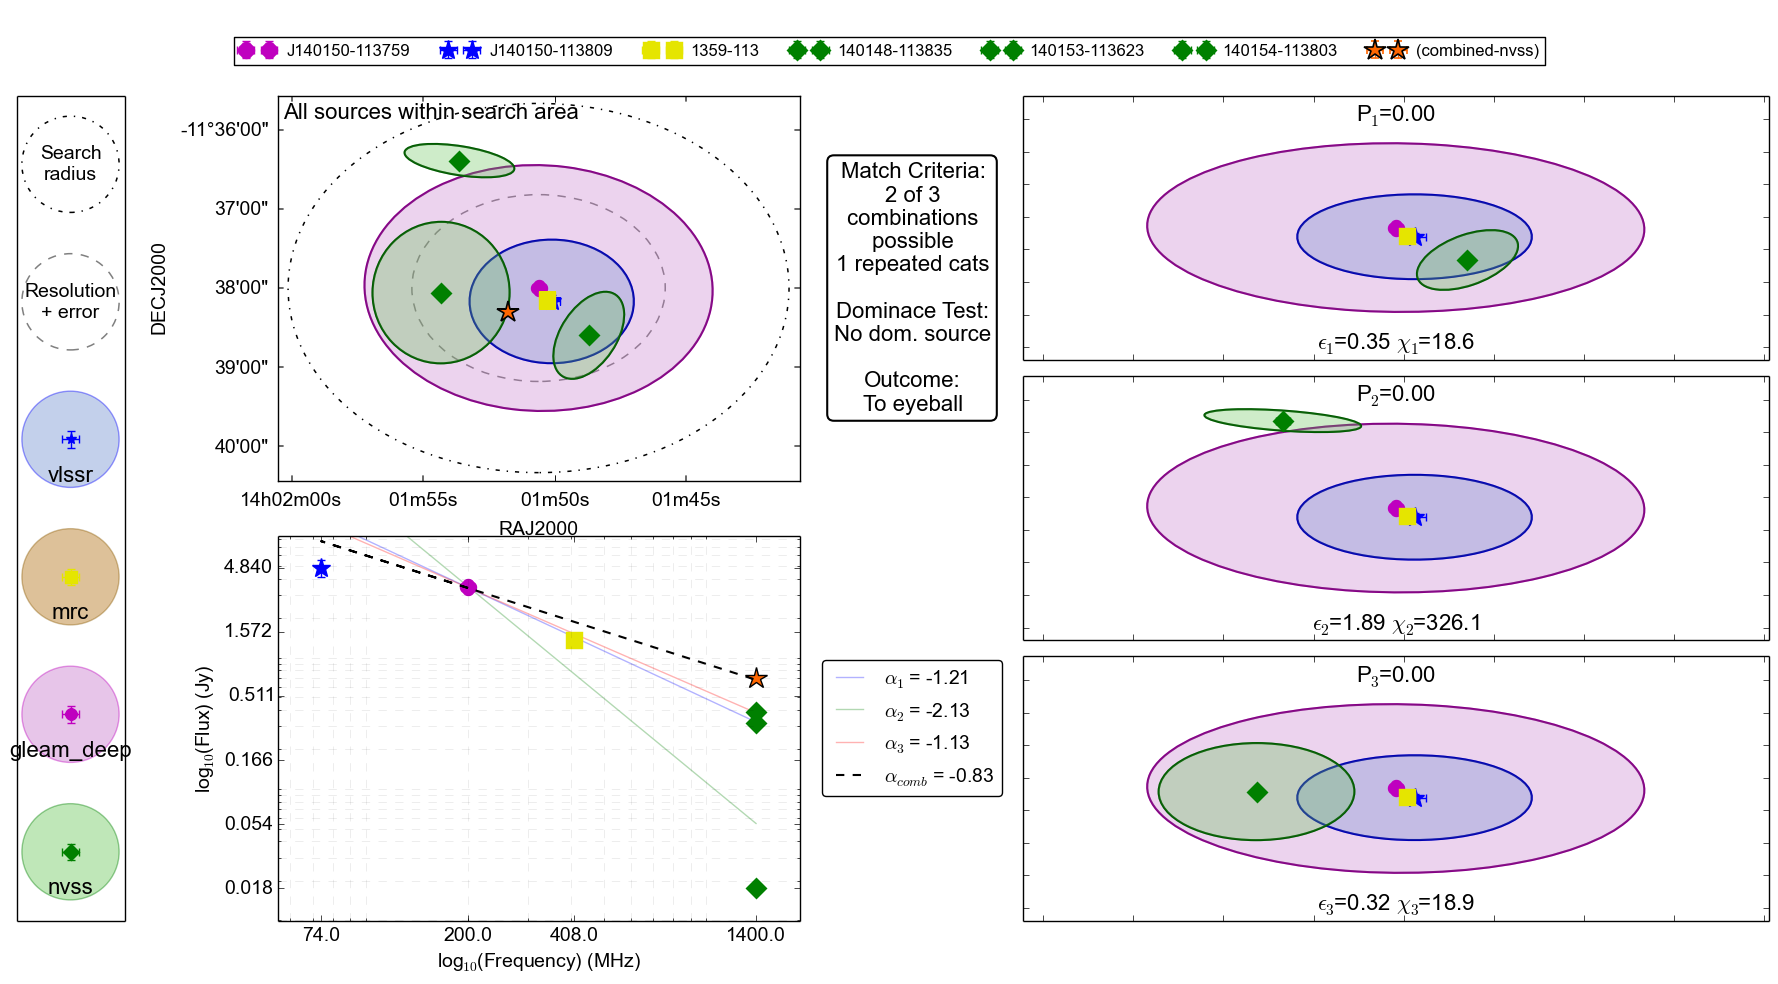 J140150-113759 J140150-113809 1359-113 140148-113835 140153-113623 140154-113803 (combined-nvss)
Search
radius
Resolution
+ error
vlssr
mrc
gleam_deep
nvss
All sources within search area
-11°36'00"
37'00"
38'00"
39'00"
40'00"
DECJ2000
14h02m00s 01m55s 01m50s 01m45s
RAJ2000
Match Criteria:
2 of 3
combinations
possible
1 repeated cats
Dominace Test:
No dom. source
Outcome:
To eyeball
4.840
1.572
0.511
0.166
0.054
0.018
log₁₀(Flux) (Jy)
74.0 200.0 408.0 1400.0
log₁₀(Frequency) (MHz)
α₁ = -1.21
α₂ = -2.13
α₃ = -1.13
α_comb = -0.83
P₁=0.00
ϵ₁=0.35 χ₁=18.6
P₂=0.00
ϵ₂=1.89 χ₂=326.1
P₃=0.00
ϵ₃=0.32 χ₃=18.9